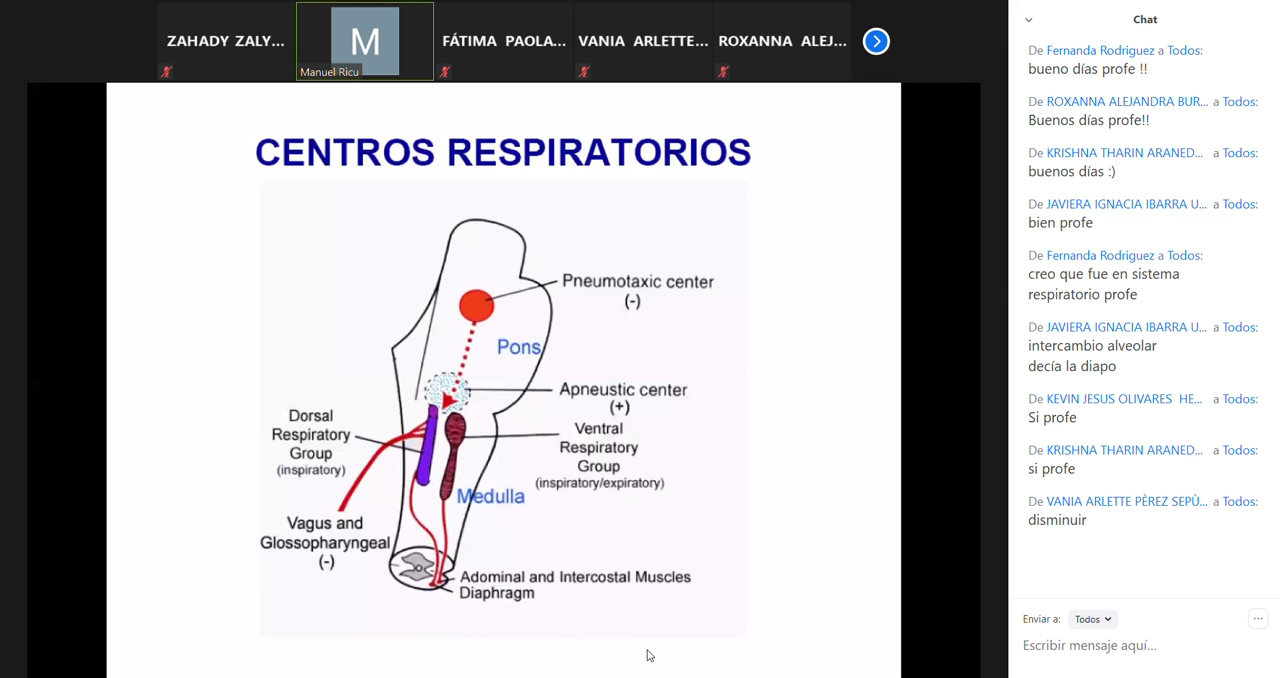 ZAHADY ZALY...
M
Manuel Ricu
FÁTIMA PAOLA...
VANIA ARLETTE...
ROXANNA ALEJ...
CENTROS RESPIRATORIOS
Pneumotaxic center
(-)
Pons
Apneustic center
(+)
Dorsal
Respiratory
Group
(inspiratory)
Ventral
Respiratory
Group
(inspiratory/expiratory)
Medulla
Vagus and
Glossopharyngeal
(-)
Adominal and Intercostal Muscles
Diaphragm
Chat
De Fernanda Rodriguez a Todos:
bueno días profe !!
De ROXANNA ALEJANDRA BUR... a Todos:
Buenos días profe!!
De KRISHNA THARIN ARANED... a Todos:
buenos días :)
De JAVIERA IGNACIA IBARRA U... a Todos:
bien profe
De Fernanda Rodriguez a Todos:
creo que fue en sistema
respiratorio profe
De JAVIERA IGNACIA IBARRA U... a Todos:
intercambio alveolar
decía la diapo
De KEVIN JESUS OLIVARES HE... a Todos:
Si profe
De KRISHNA THARIN ARANED... a Todos:
si profe
De VANIA ARLETTE PÈREZ SEPÙ... a Todos:
disminuir
Enviar a: Todos
...
Escribir mensaje aquí...